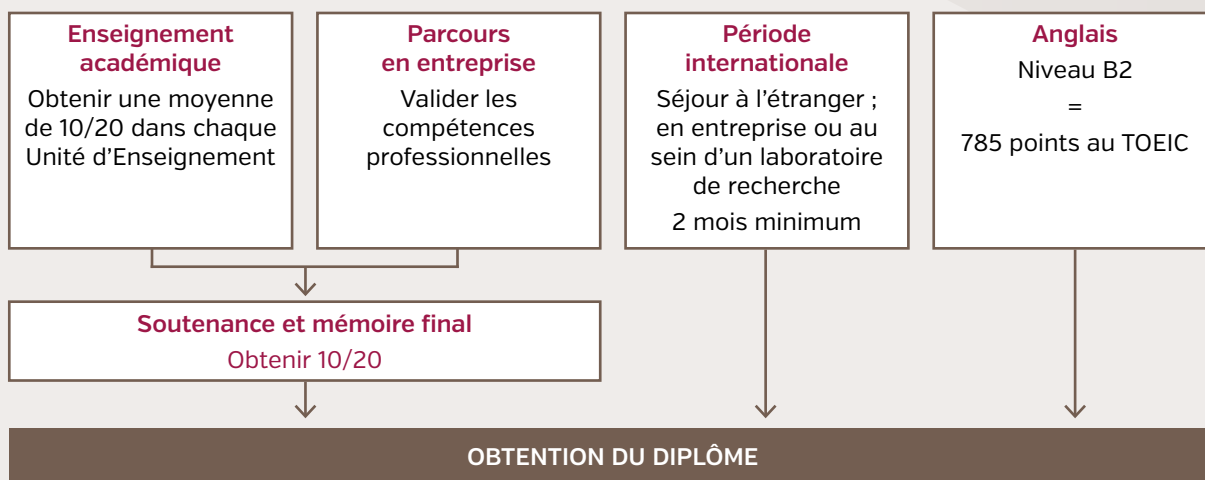 Enseignement
académique
Obtenir une moyenne
de 10/20 dans chaque
Unité d’Enseignement
Parcours
en entreprise
Valider les
compétences
professionnelles
Période
internationale
Séjour à l’étranger ;
en entreprise ou au
sein d’un laboratoire
de recherche
2 mois minimum
Anglais
Niveau B2
=
785 points au TOEIC
Soutenance et mémoire final
Obtenir 10/20
OBTENTION DU DIPLÔME